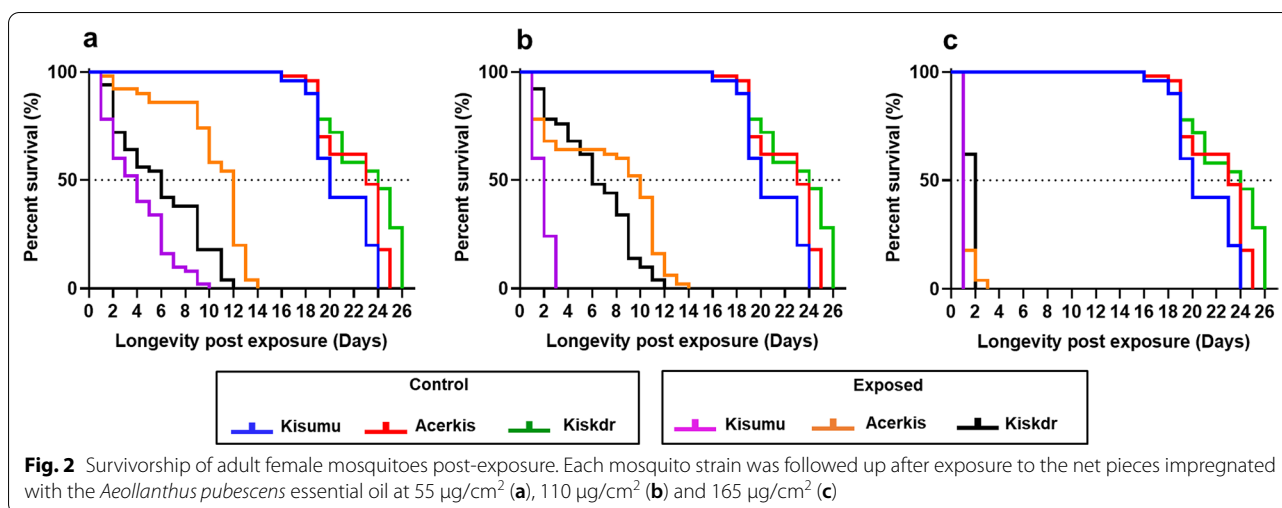 a b c
100 100 100
50 50 50
0 0 0
Percent survival (%) Percent survival (%) Percent survival (%)
0 2 4 6 8 10 12 14 16 18 20 22 24 26 0 2 4 6 8 10 12 14 16 18 20 22 24 26 0 2 4 6 8 10 12 14 16 18 20 22 24 26
Longevity post exposure (Days) Longevity post exposure (Days) Longevity post exposure (Days)
Control Exposed
Kisumu Acerkis Kiskdr Kisumu Acerkis Kiskdr
Fig. 2 Survivorship of adult female mosquitoes post-exposure. Each mosquito strain was followed up after exposure to the net pieces impregnated
with the Aeollanthus pubescens essential oil at 55 µg/cm² (a), 110 µg/cm² (b) and 165 µg/cm² (c)